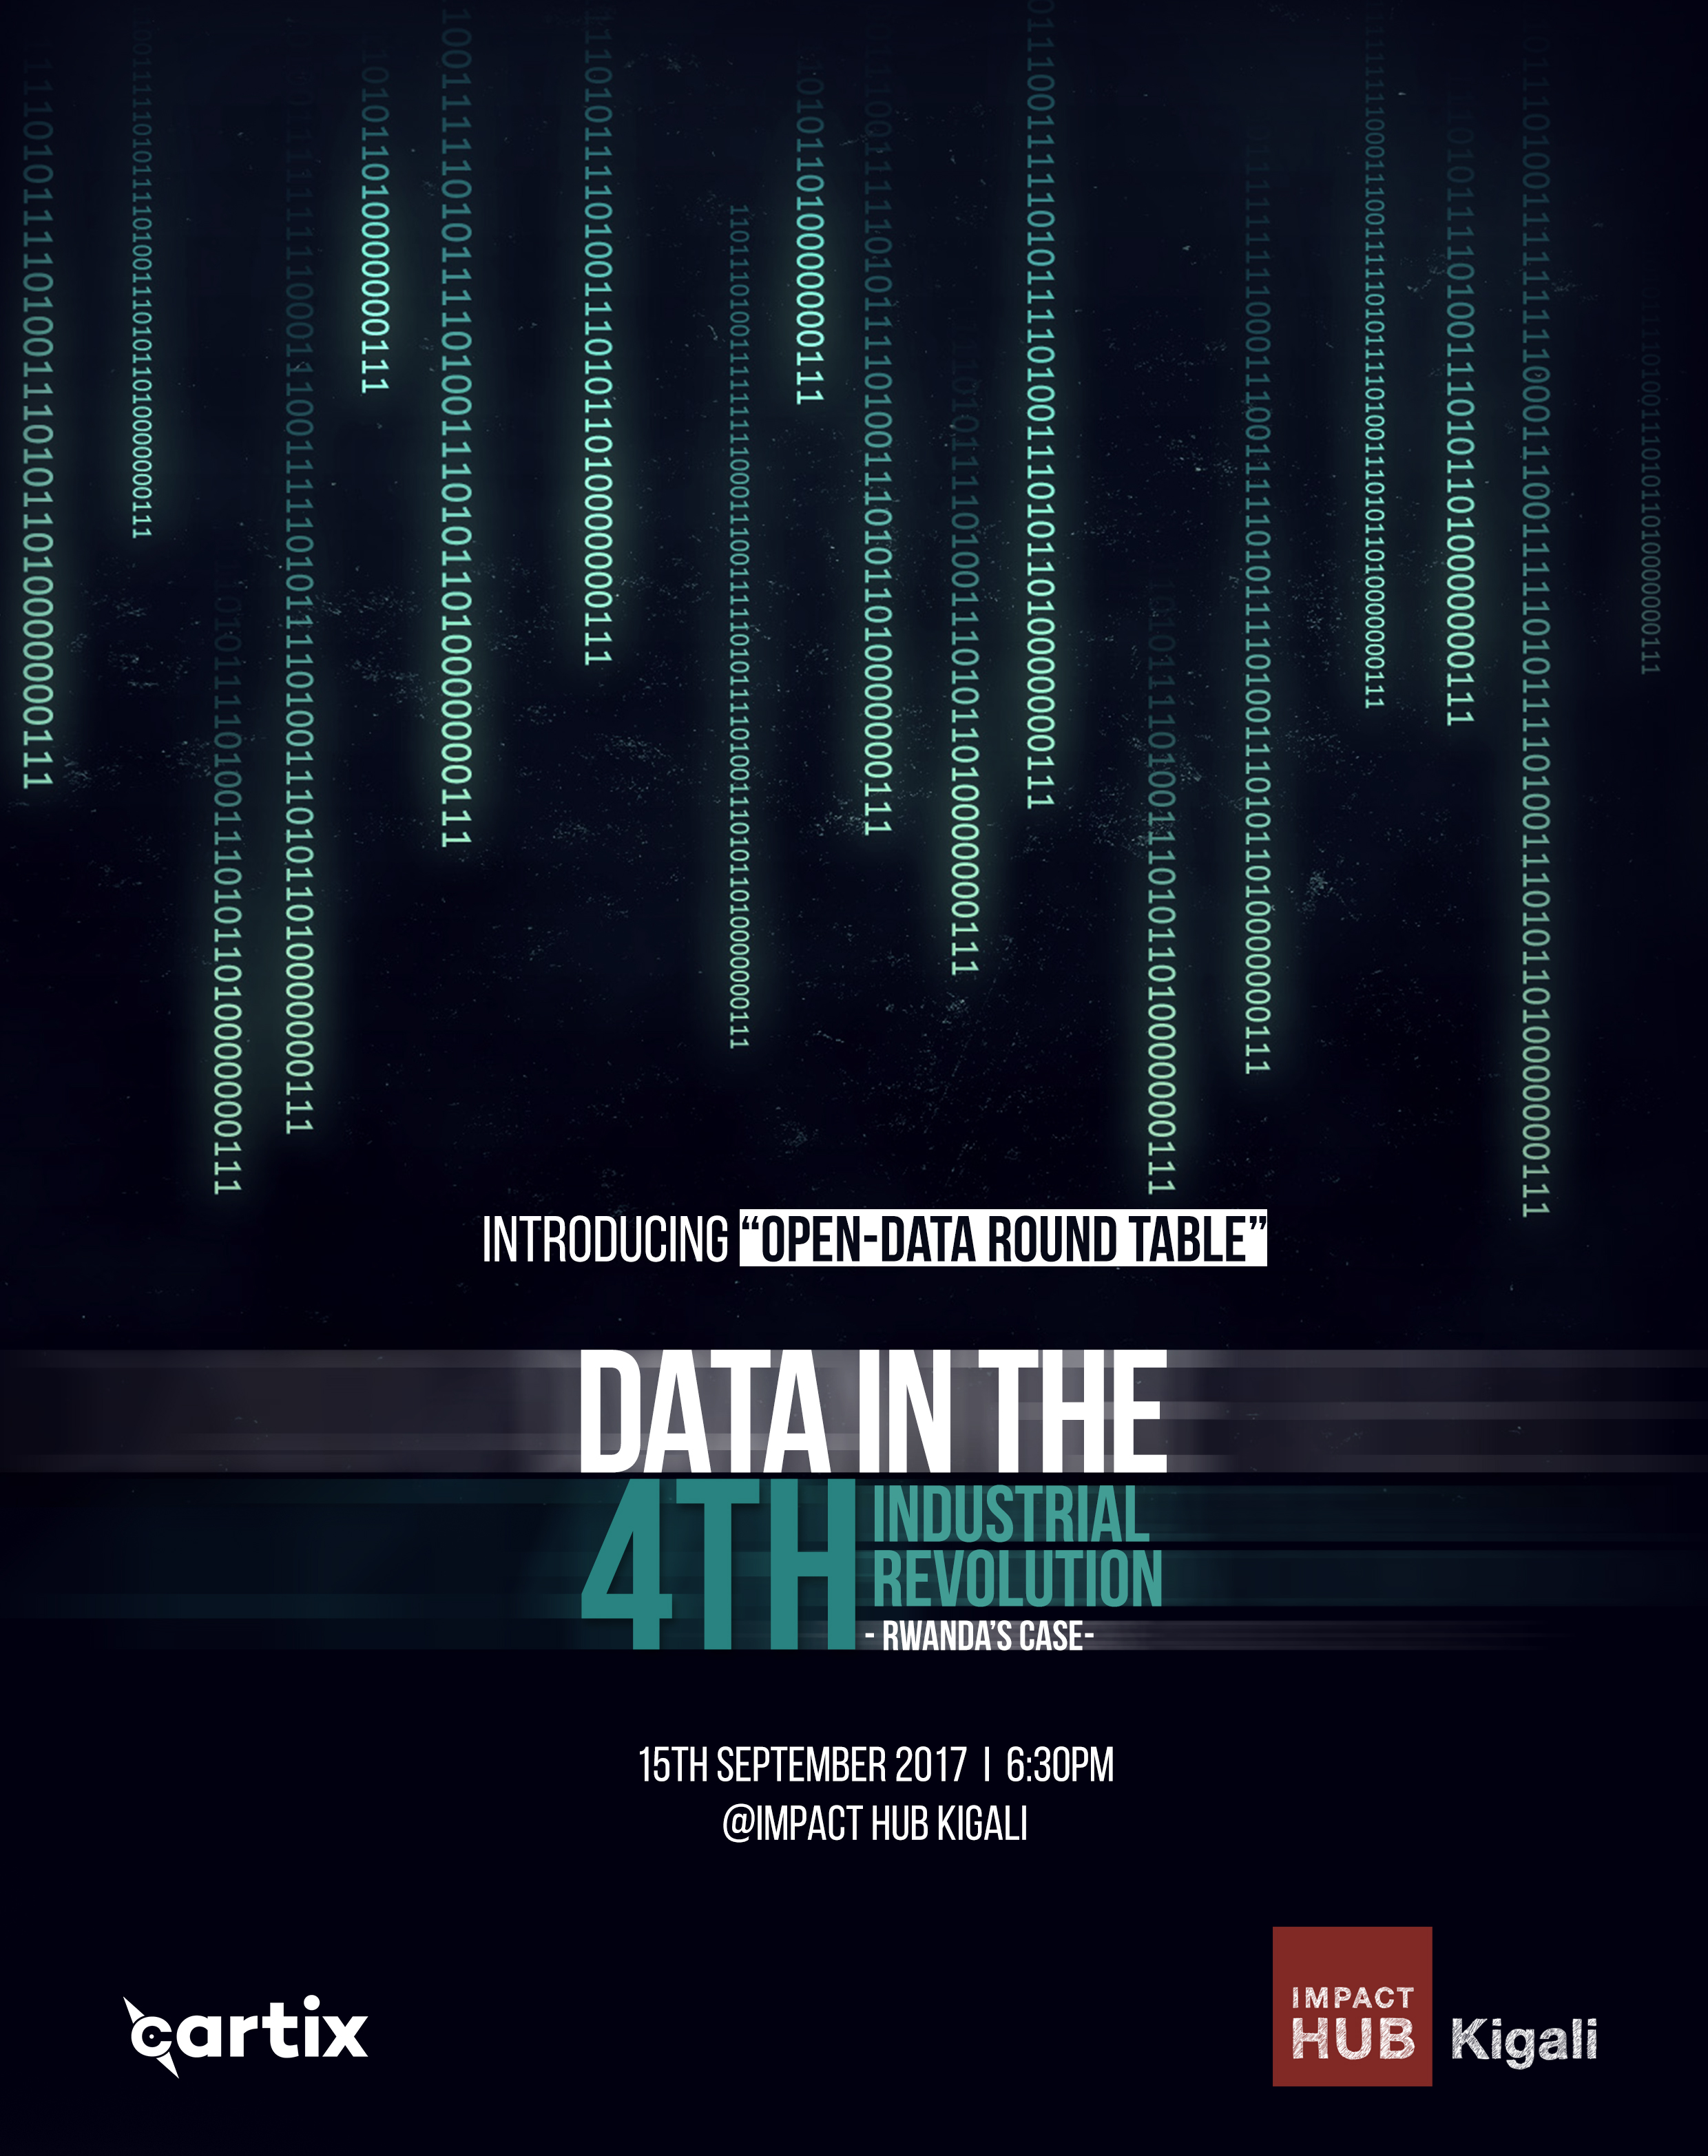 INTRODUCING “OPEN-DATA ROUND TABLE”
DATA IN THE
4TH INDUSTRIAL
REVOLUTION
- RWANDA’S CASE-
15TH SEPTEMBER 2017 | 6:30PM
@IMPACT HUB KIGALI
cartix
IMPACT
HUB Kigali